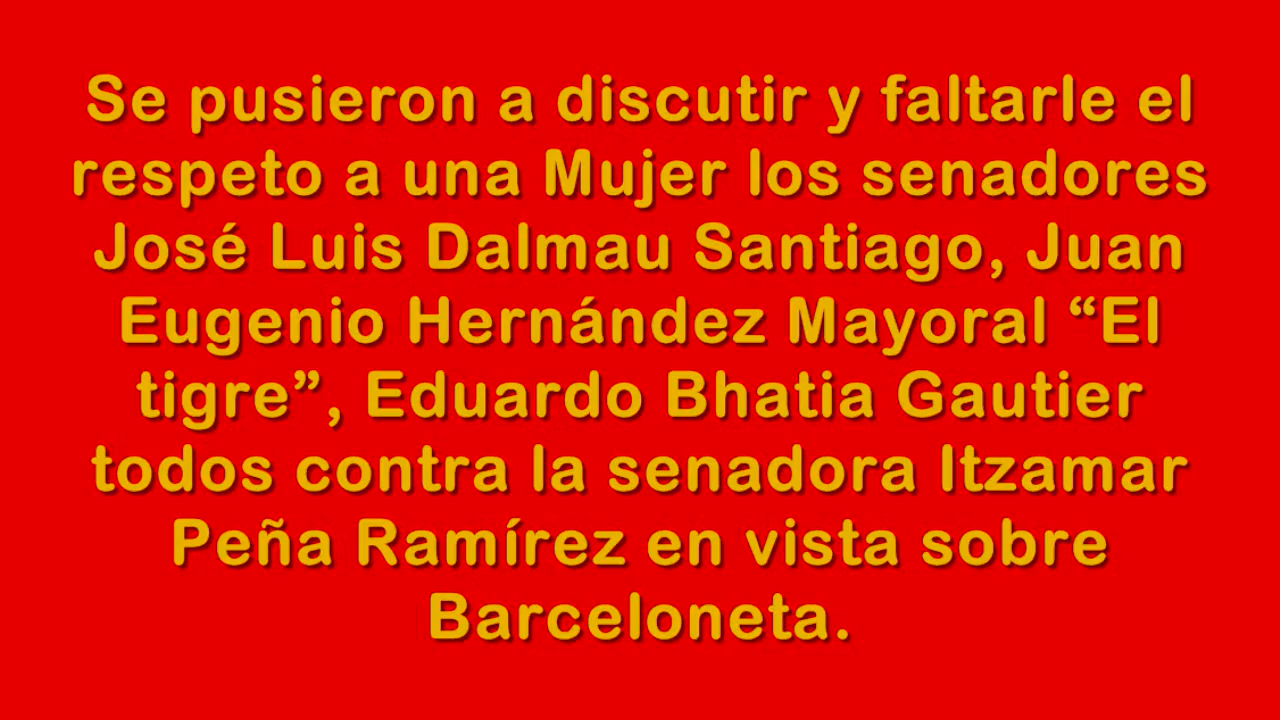 Se pusieron a discutir y faltarle el
respeto a una Mujer los senadores
José Luis Dalmau Santiago, Juan
Eugenio Hernández Mayoral “El
tigre”, Eduardo Bhatia Gautier
todos contra la senadora Itzamar
Peña Ramírez en vista sobre
Barceloneta.